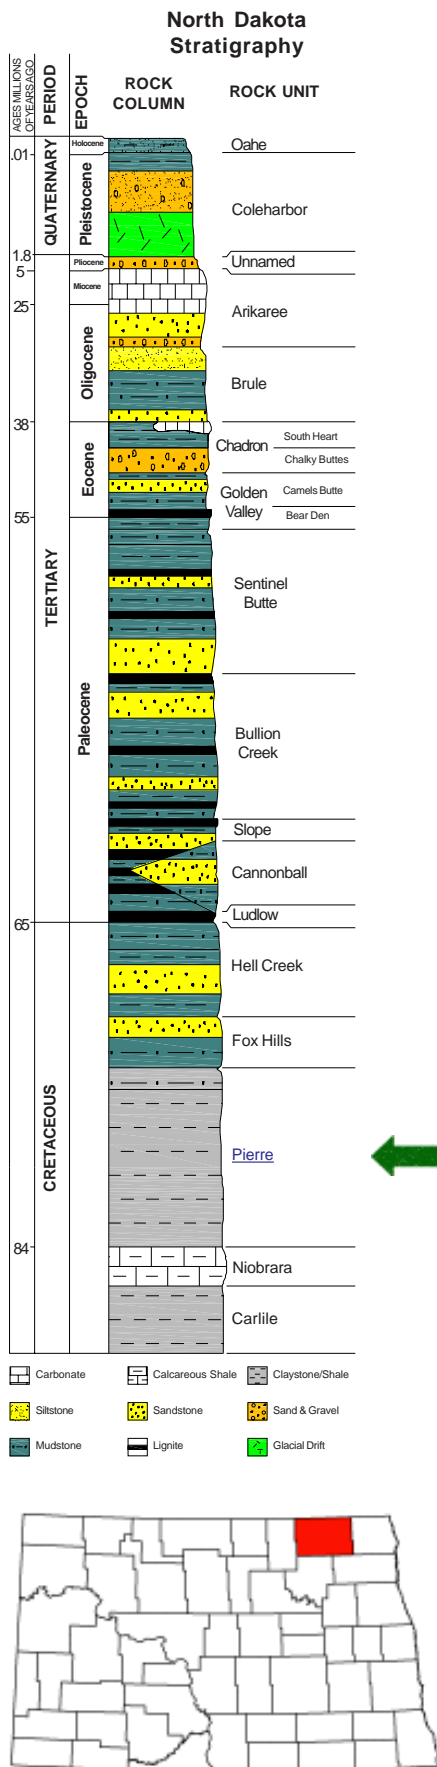 North Dakota
Stratigraphy
AGES MILLIONS
OF YEARS AGO
PERIOD
EPOCH
ROCK
COLUMN
ROCK UNIT
QUATERNARY
TERTIARY
CRETACEOUS
Holocene
Pleistocene
Pliocene
Miocene
Oligocene
Eocene
Paleocene
.01
1.8
5
25
38
55
65
84
Oahe
Coleharbor
Unnamed
Arikaree
Brule
Chadron
South Heart
Chalky Buttes
Golden
Valley
Camels Butte
Bear Den
Sentinel
Butte
Bullion
Creek
Slope
Cannonball
Ludlow
Hell Creek
Fox Hills
Pierre
Niobrara
Carlile
Carbonate
Calcareous Shale
Claystone/Shale
Siltstone
Sandstone
Sand & Gravel
Mudstone
Lignite
Glacial Drift